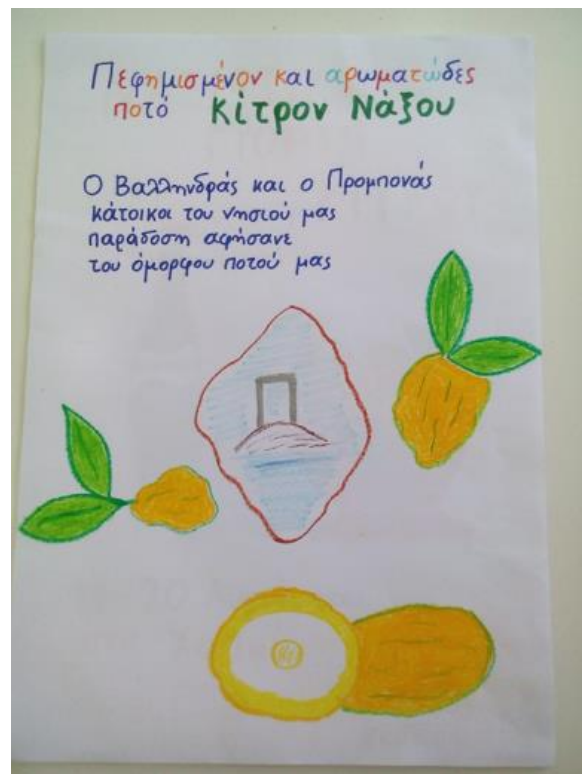 Πεφημισμένον και αρωματώδες
ποτό Κίτρον Νάξου
Ο Βαλληνδράς και ο Προμπονάς
κάτοικοι του νησιού μας
παράδοση αφήσανε
του όμορφου ποτού μας